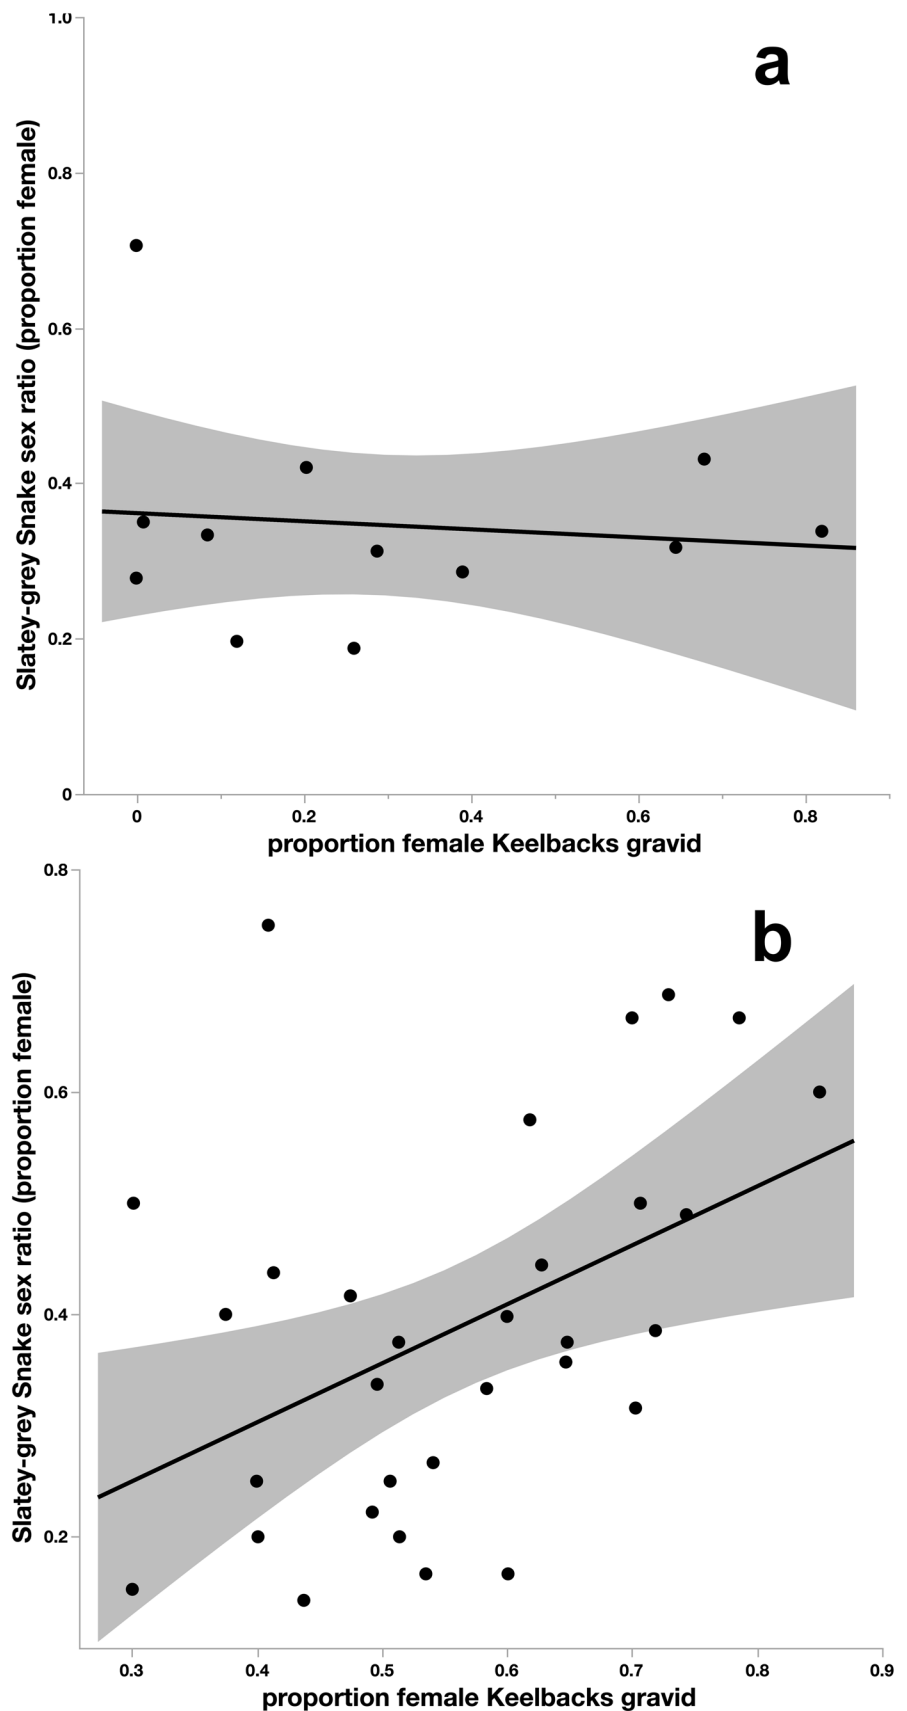 a
Slatey-grey Snake sex ratio (proportion female)
1.0
0.8
0.6
0.4
0.2
0
0 0.2 0.4 0.6 0.8
proportion female Keelbacks gravid
b
Slatey-grey Snake sex ratio (proportion female)
0.8
0.6
0.4
0.2
0.3 0.4 0.5 0.6 0.7 0.8 0.9
proportion female Keelbacks gravid